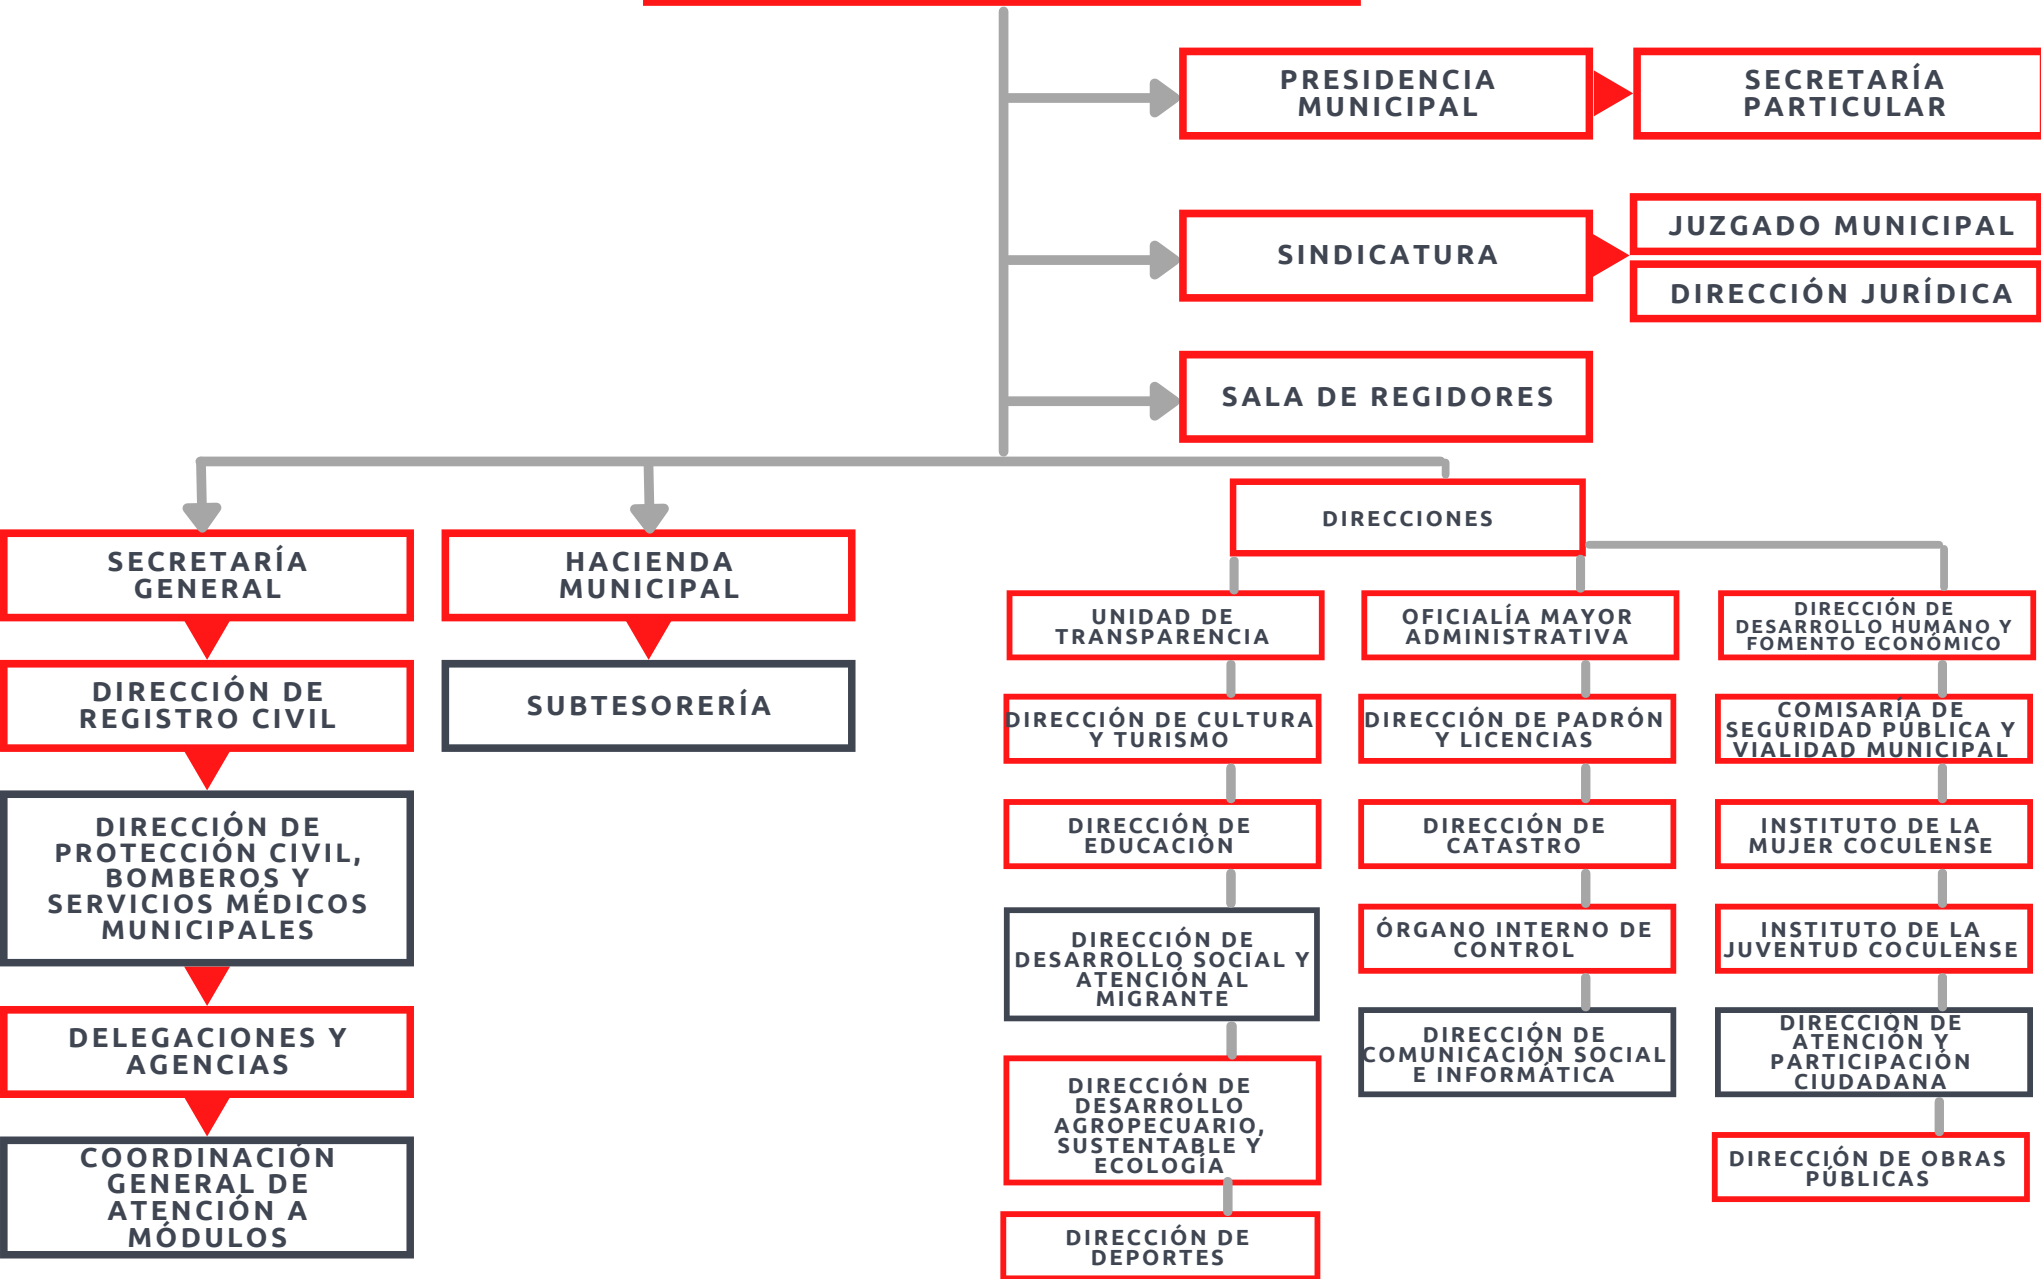 PRESIDENCIA
MUNICIPAL
SECRETARÍA
PARTICULAR
SINDICATURA
JUZGADO MUNICIPAL
DIRECCIÓN JURÍDICA
SALA DE REGIDORES
SECRETARÍA
GENERAL
DIRECCIÓN DE
REGISTRO CIVIL
DIRECCIÓN DE
PROTECCIÓN CIVIL,
BOMBEROS Y
SERVICIOS MÉDICOS
MUNICIPALES
DELEGACIONES Y
AGENCIAS
COORDINACIÓN
GENERAL DE
ATENCIÓN A
MÓDULOS
HACIENDA
MUNICIPAL
SUBTESORERÍA
DIRECCIONES
UNIDAD DE
TRANSPARENCIA
DIRECCIÓN DE CULTURA
Y TURISMO
DIRECCIÓN DE
EDUCACIÓN
DIRECCIÓN DE
DESARROLLO SOCIAL Y
ATENCIÓN AL
MIGRANTE
DIRECCIÓN DE
DESARROLLO
AGROPECUARIO,
SUSTENTABLE Y
ECOLOGÍA
DIRECCIÓN DE
DEPORTES
OFICIALÍA MAYOR
ADMINISTRATIVA
DIRECCIÓN DE PADRÓN
Y LICENCIAS
DIRECCIÓN DE
CATASTRO
ÓRGANO INTERNO DE
CONTROL
DIRECCIÓN DE
COMUNICACIÓN SOCIAL
E INFORMÁTICA
DIRECCIÓN DE
DESARROLLO HUMANO Y
FOMENTO ECONÓMICO
COMISARÍA DE
SEGURIDAD PÚBLICA Y
VIALIDAD MUNICIPAL
INSTITUTO DE LA
MUJER COCULENSE
INSTITUTO DE LA
JUVENTUD COCULENSE
DIRECCIÓN DE
ATENCIÓN Y
PARTICIPACIÓN
CIUDADANA
DIRECCIÓN DE OBRAS
PÚBLICAS